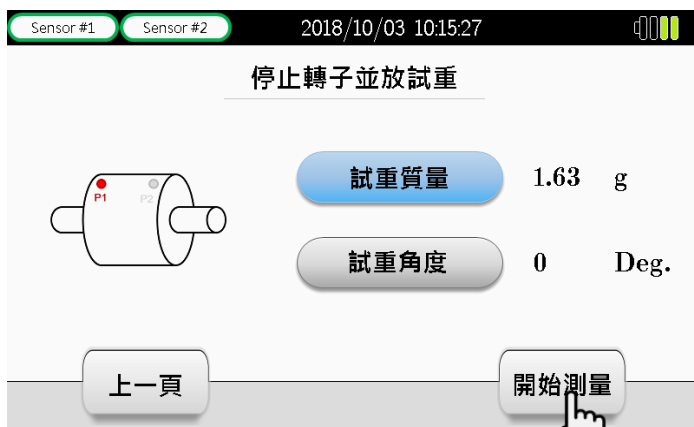 Sensor #1 Sensor #2 2018/10/03 10:15:27
停止轉子並放試重
試重質量 1.63 g
P1 P2
試重角度 0 Deg.
上一頁 開始測量